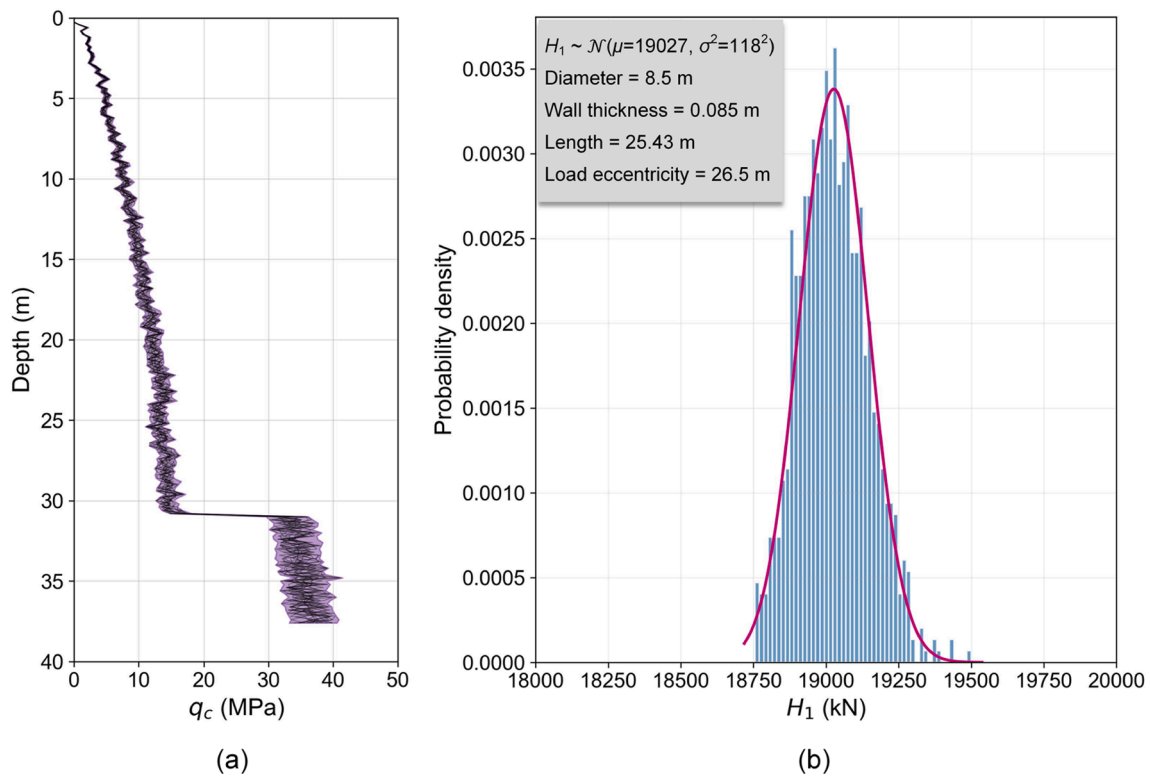 0
5
10
15
20
25
30
35
40
Depth (m)
0 10 20 30 40 50
q_c (MPa)
(a)
H₁ ~ 𝒩(μ=19027, σ²=118²)
Diameter = 8.5 m
Wall thickness = 0.085 m
Length = 25.43 m
Load eccentricity = 26.5 m
0.0035
0.0030
0.0025
0.0020
0.0015
0.0010
0.0005
0.0000
Probability density
18000 18250 18500 18750 19000 19250 19500 19750 20000
H₁ (kN)
(b)